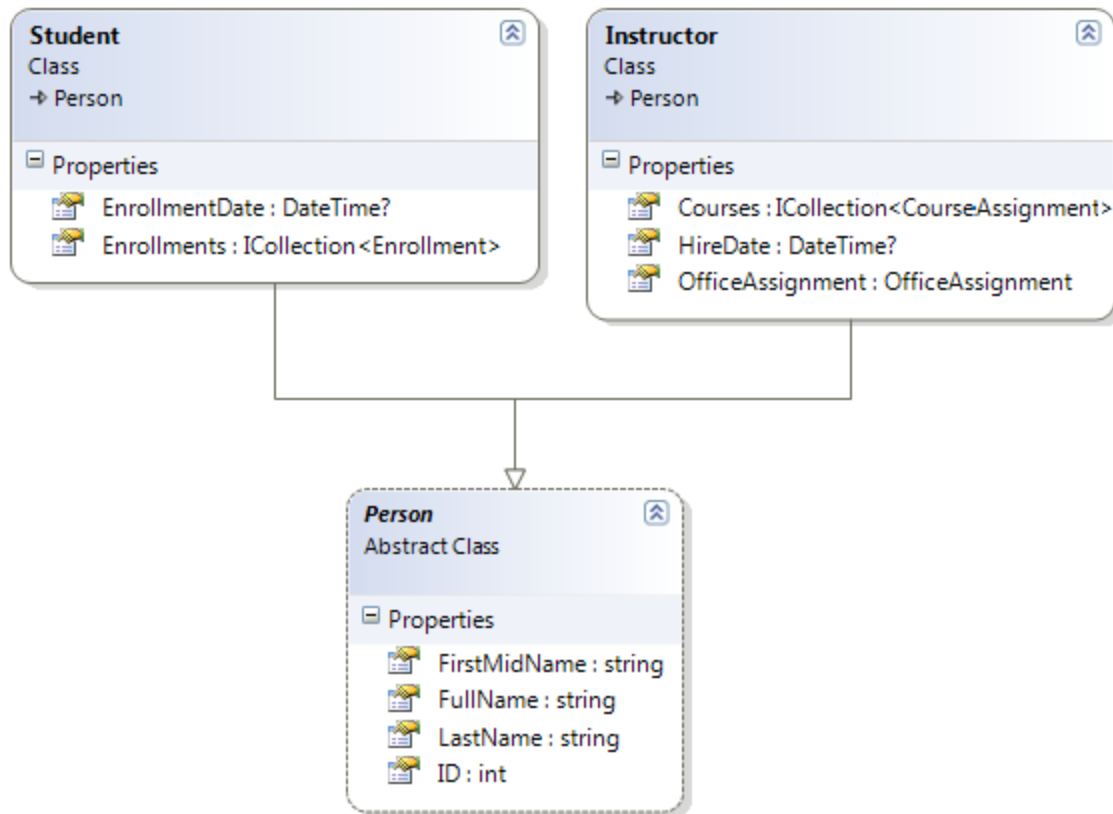 Student
Class
Person
Properties
EnrollmentDate : DateTime?
Enrollments : ICollection<Enrollment>
Instructor
Class
Person
Properties
Courses : ICollection<CourseAssignment>
HireDate : DateTime?
OfficeAssignment : OfficeAssignment
Person
Abstract Class
Properties
FirstMidName : string
FullName : string
LastName : string
ID : int